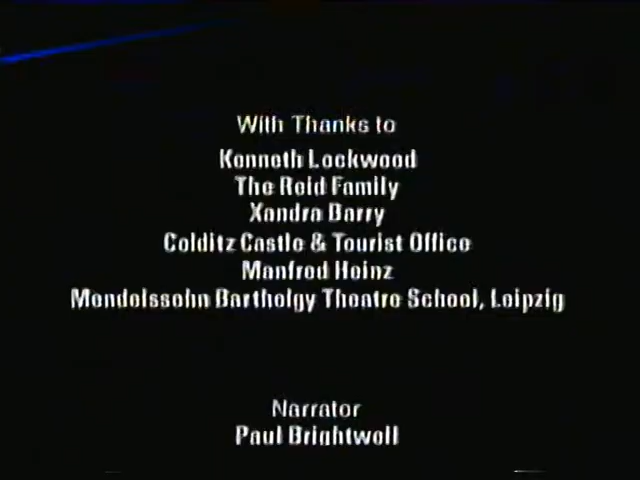 With Thanks to
Kenneth Lockwood
The Reid Family
Xandra Barry
Colditz Castle & Tourist Office
Manfred Heinz
Mendelssohn Bartholgy Theatre School, Leipzig
Narrator
Paul Brightwell